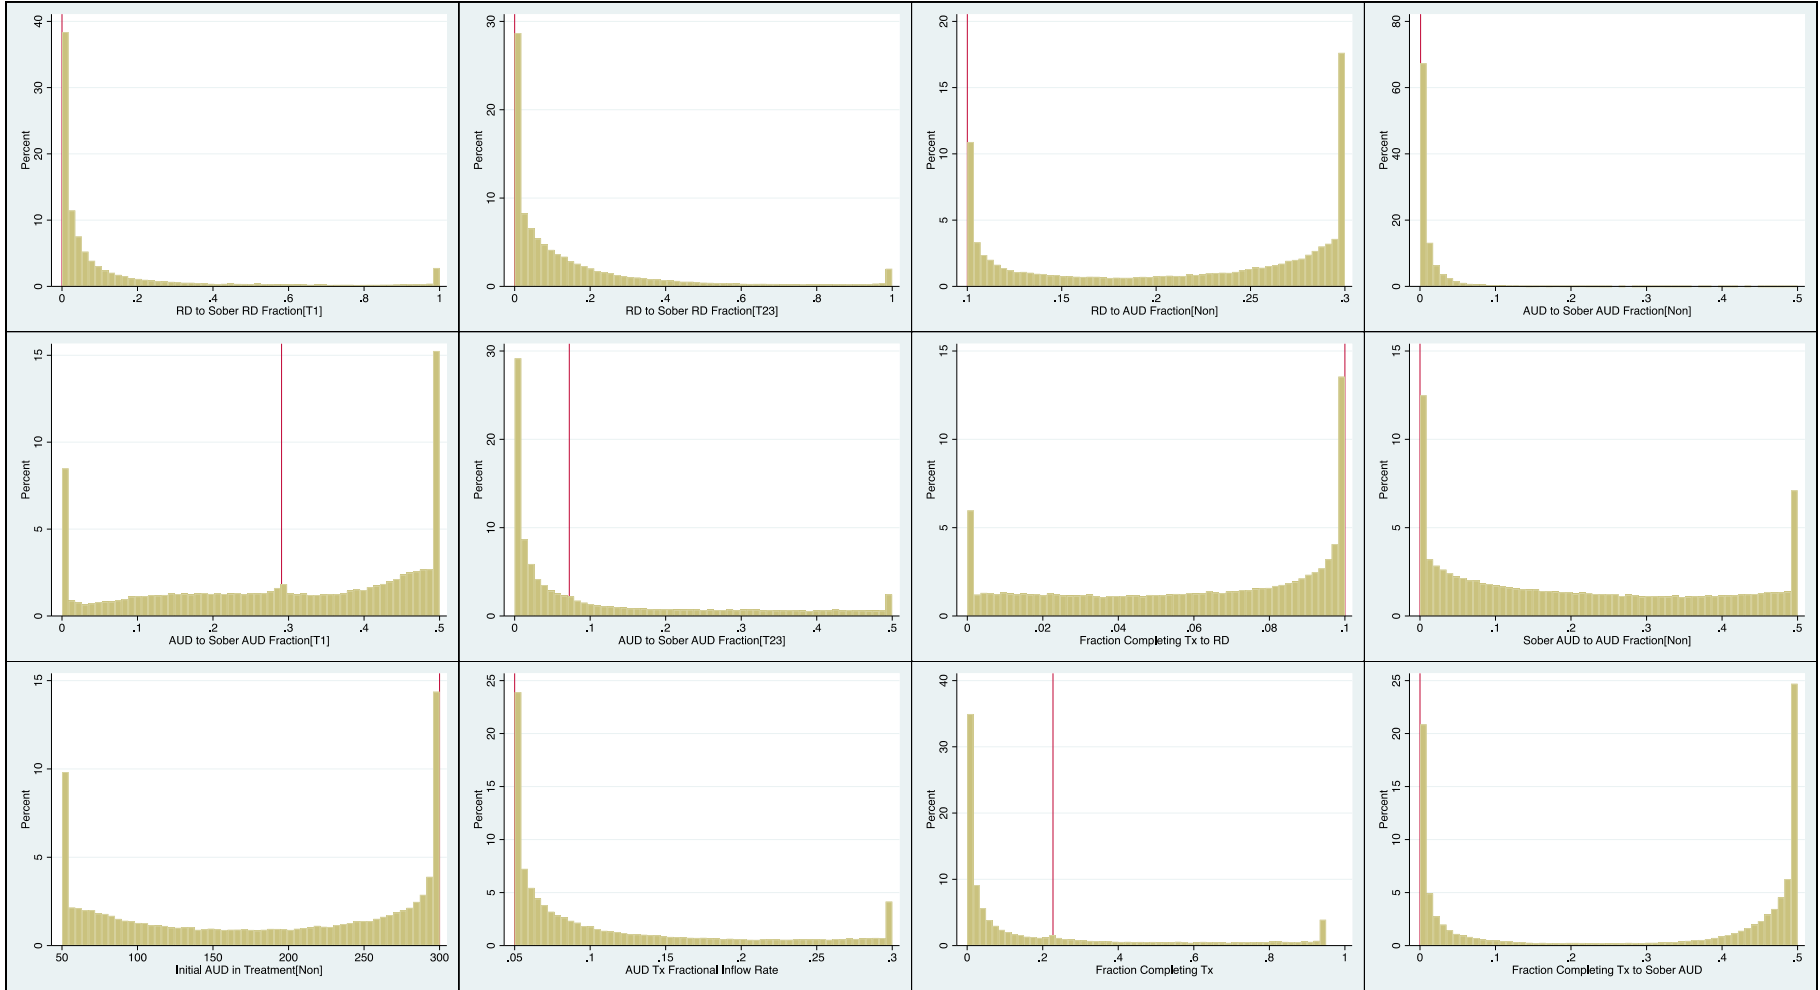 Percent
40
30
20
10
0
0 .2 .4 .6 .8 1
RD to Sober RD Fraction[T1]
Percent
30
20
10
0
0 .2 .4 .6 .8 1
RD to Sober RD Fraction[T23]
Percent
20
15
10
5
0
.1 .15 .2 .25 .3
RD to AUD Fraction[Non]
Percent
80
60
40
20
0
0 .1 .2 .3 .4 .5
AUD to Sober AUD Fraction[Non]
Percent
15
10
5
0
0 .1 .2 .3 .4 .5
AUD to Sober AUD Fraction[T1]
Percent
30
20
10
0
0 .1 .2 .3 .4 .5
AUD to Sober AUD Fraction[T23]
Percent
15
10
5
0
0 .02 .04 .06 .08 .1
Fraction Completing Tx to RD
Percent
15
10
5
0
0 .1 .2 .3 .4 .5
Sober AUD to AUD Fraction[Non]
Percent
15
10
5
0
50 100 150 200 250 300
Initial AUD in Treatment[Non]
Percent
25
20
15
10
5
0
.05 .1 .15 .2 .25 .3
AUD Tx Fractional Inflow Rate
Percent
40
30
20
10
0
0 .2 .4 .6 .8 1
Fraction Completing Tx
Percent
25
20
15
10
5
0
0 .1 .2 .3 .4 .5
Fraction Completing Tx to Sober AUD